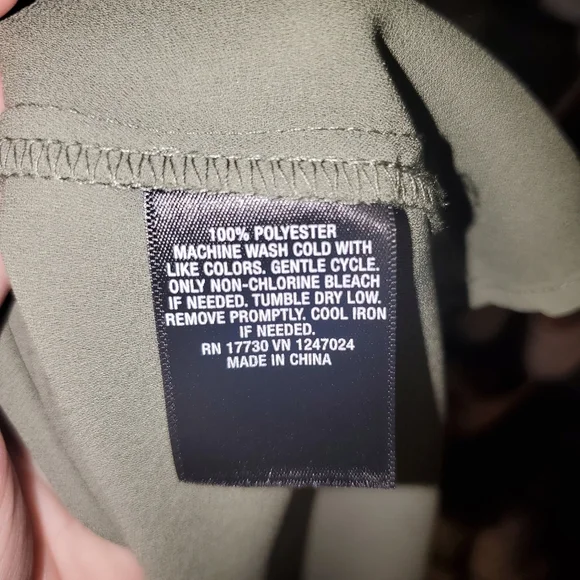 100% POLYESTER
MACHINE WASH COLD WITH
LIKE COLORS. GENTLE CYCLE.
ONLY NON-CHLORINE BLEACH
IF NEEDED. TUMBLE DRY LOW.
REMOVE PROMPTLY. COOL IRON
IF NEEDED.
RN 17730 VN 1247024
MADE IN CHINA